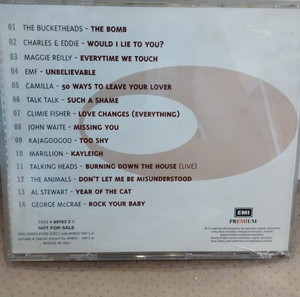 01 THE BUCKETHEADS - THE BOMB
02 CHARLES & EDDIE - WOULD I LIE TO YOU?
03 MAGGIE REILLY - EVERYTIME WE TOUCH
04 EMF - UNBELIEVABLE
05 CAMILLA - 50 WAYS TO LEAVE YOUR LOVER
06 TALK TALK - SUCH A SHAME
07 CLIMIE FISHER - LOVE CHANGES (EVERYTHING)
08 JOHN WAITE - MISSING YOU
09 KAJAGOOGOO - TOO SHY
10 MARILLION - KAYLEIGH
11 TALKING HEADS - BURNING DOWN THE HOUSE (LIVE)
12 THE ANIMALS - DON'T LET ME BE MISUNDERSTOOD
13 AL STEWART - YEAR OF THE CAT
14 GEORGE McCRAE - ROCK YOUR BABY
NOT FOR SALE
EMI
PREMIUM